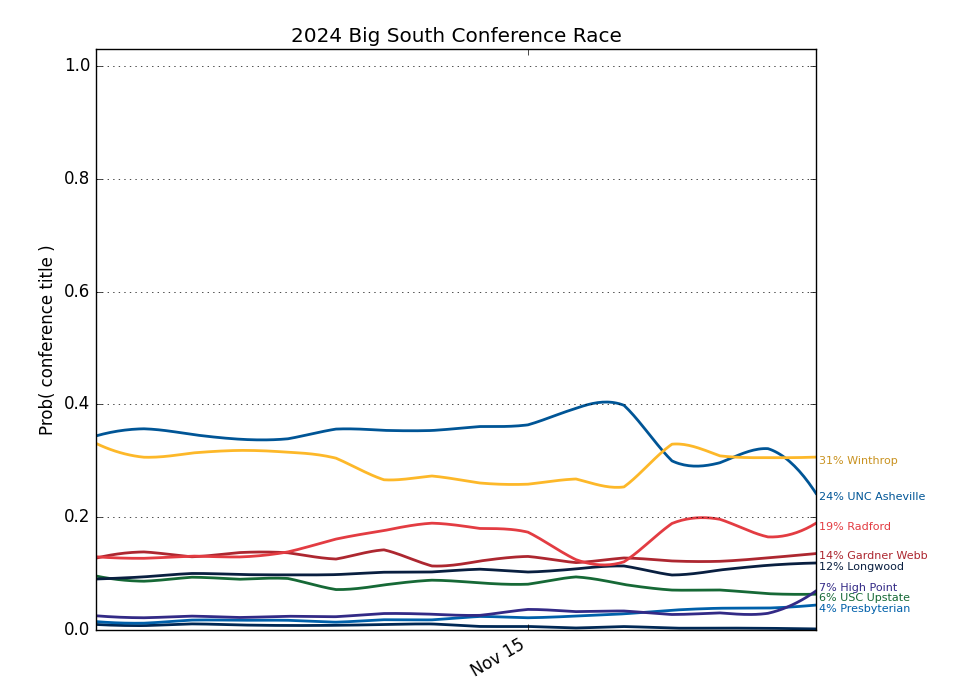 2024 Big South Conference Race
1.0
0.8
0.6
0.4
0.2
0.0
Prob( conference title )
Nov 15
31% Winthrop
24% UNC Asheville
19% Radford
14% Gardner Webb
12% Longwood
7% High Point
6% USC Upstate
4% Presbyterian